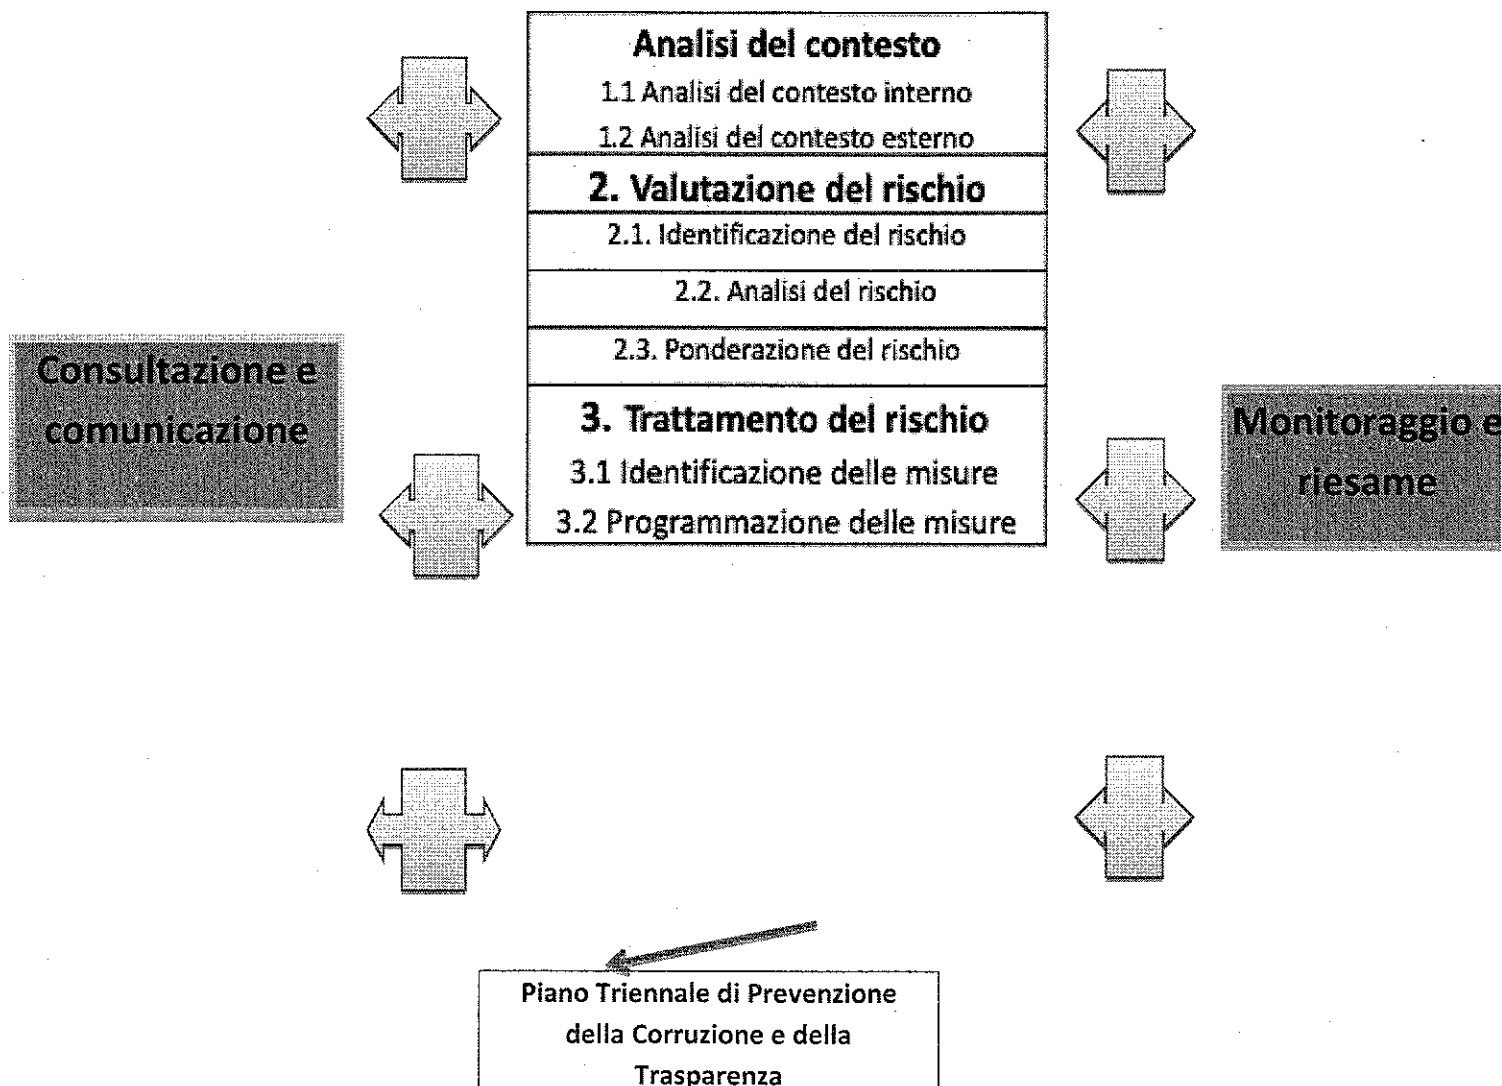 Analisi del contesto
1.1 Analisi del contesto interno
1.2 Analisi del contesto esterno
2. Valutazione del rischio
2.1. Identificazione del rischio
2.2. Analisi del rischio
2.3. Ponderazione del rischio
3. Trattamento del rischio
3.1 Identificazione delle misure
3.2 Programmazione delle misure
Consultazione e
comunicazione
Monitoraggio e
riesame
Piano Triennale di Prevenzione
della Corruzione e della
Trasparenza